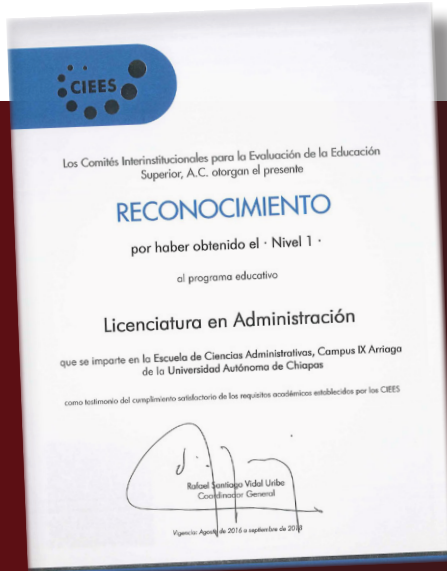 CIEES
Los Comités Interinstitucionales para la Evaluación de la Educación
Superior, A.C. otorgan el presente
RECONOCIMIENTO
por haber obtenido el · Nivel 1 ·
al programa educativo
Licenciatura en Administración
que se imparte en la Escuela de Ciencias Administrativas, Campus IX Arriaga
de la Universidad Autónoma de Chiapas
como testimonio del cumplimiento satisfactorio de los requisitos académicos establecidos por los CIEES
Rafael Santiago Vidal Uribe
Coordinador General
Vigencia: Agosto de 2016 a septiembre de